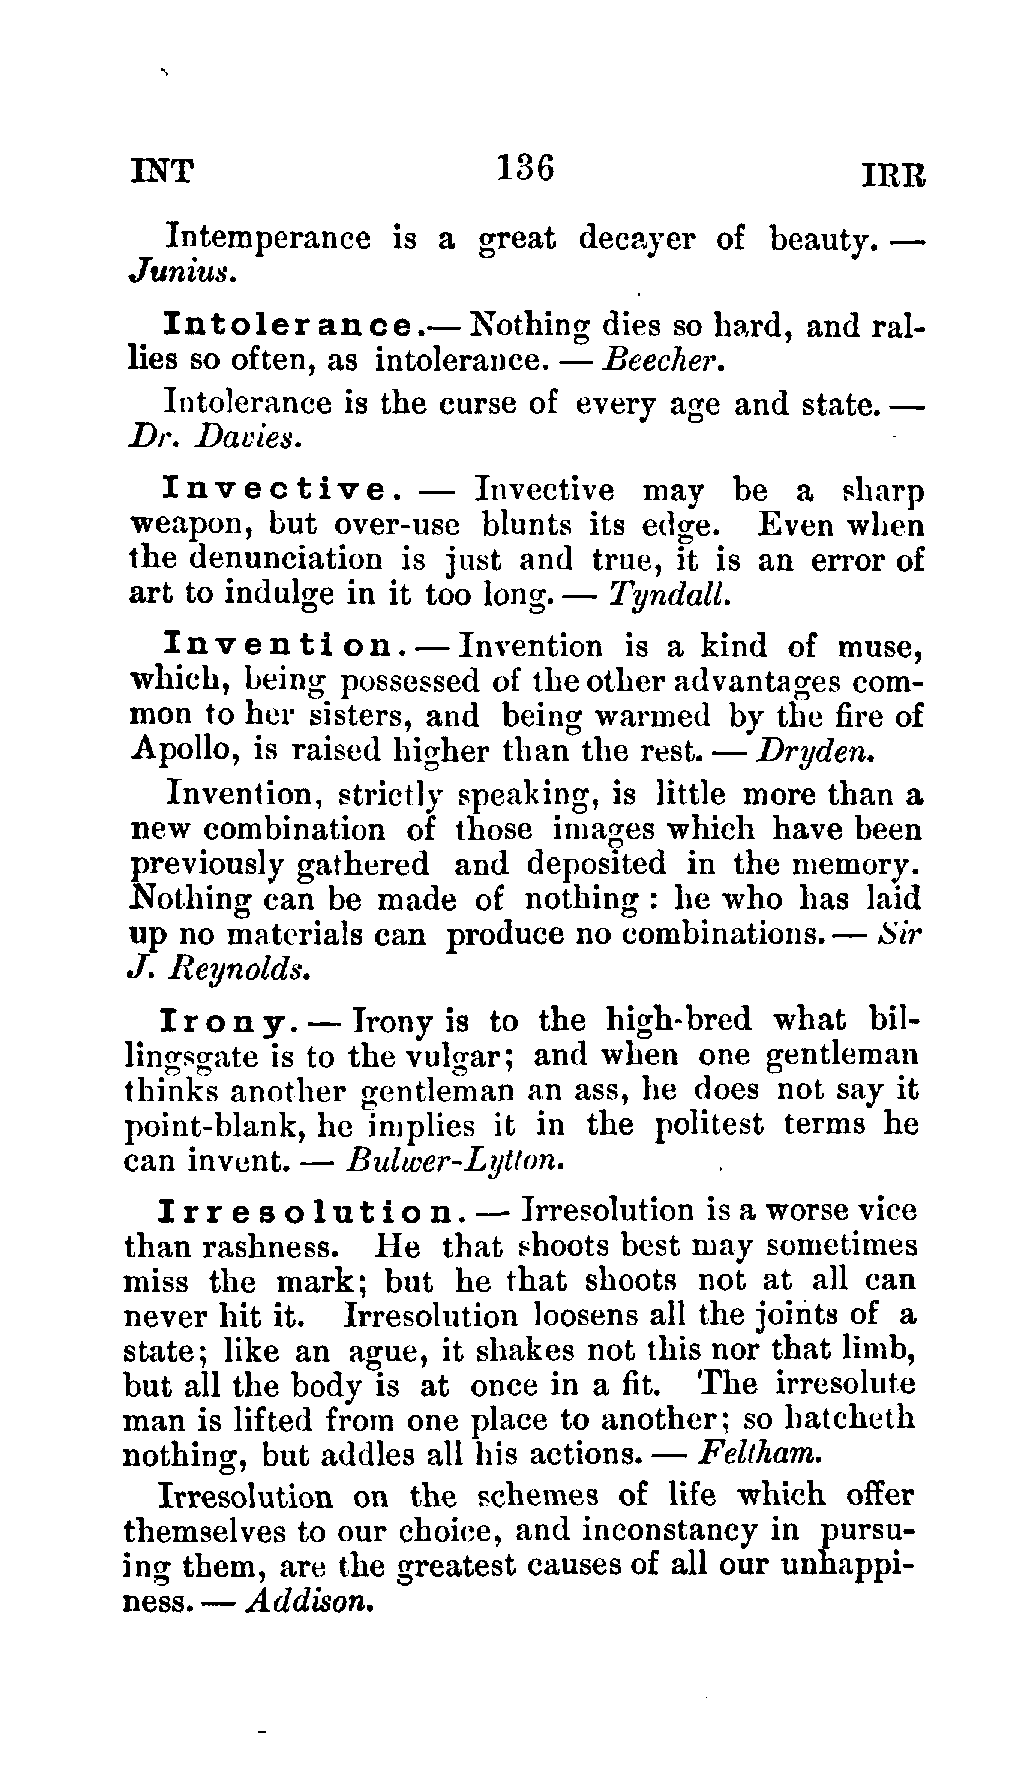 INT 136 IRR
Intemperance is a great decayer of beauty. —
Junius.
Intolerance.— Nothing dies so hard, and ral-
lies so often, as intolerance. — Beecher.
Intolerance is the curse of every age and state. —
Dr. Davies.
Invective. — Invective may be a sharp
weapon, but over-use blunts its edge. Even when
the denunciation is just and true, it is an error of
art to indulge in it too long. — Tyndall.
Invention. — Invention is a kind of muse,
which, being possessed of the other advantages com-
mon to her sisters, and being warmed by the fire of
Apollo, is raised higher than the rest. — Dryden.
Invention, strictly speaking, is little more than a
new combination of those images which have been
previously gathered and deposited in the memory.
Nothing can be made of nothing : he who has laid
up no materials can produce no combinations. — Sir
J. Reynolds.
Irony. — Irony is to the high-bred what bil-
lingsgate is to the vulgar; and when one gentleman
thinks another gentleman an ass, he does not say it
point-blank, he implies it in the politest terms he
can invent. — Bulwer-Lytton.
Irresolution. — Irresolution is a worse vice
than rashness. He that shoots best may sometimes
miss the mark; but he that shoots not at all can
never hit it. Irresolution loosens all the joints of a
state; like an ague, it shakes not this nor that limb,
but all the body is at once in a fit. The irresolute
man is lifted from one place to another; so hatcheth
nothing, but addles all his actions. — Feltham.
Irresolution on the schemes of life which offer
themselves to our choice, and inconstancy in pursu-
ing them, are the greatest causes of all our unhappi-
ness. — Addison.